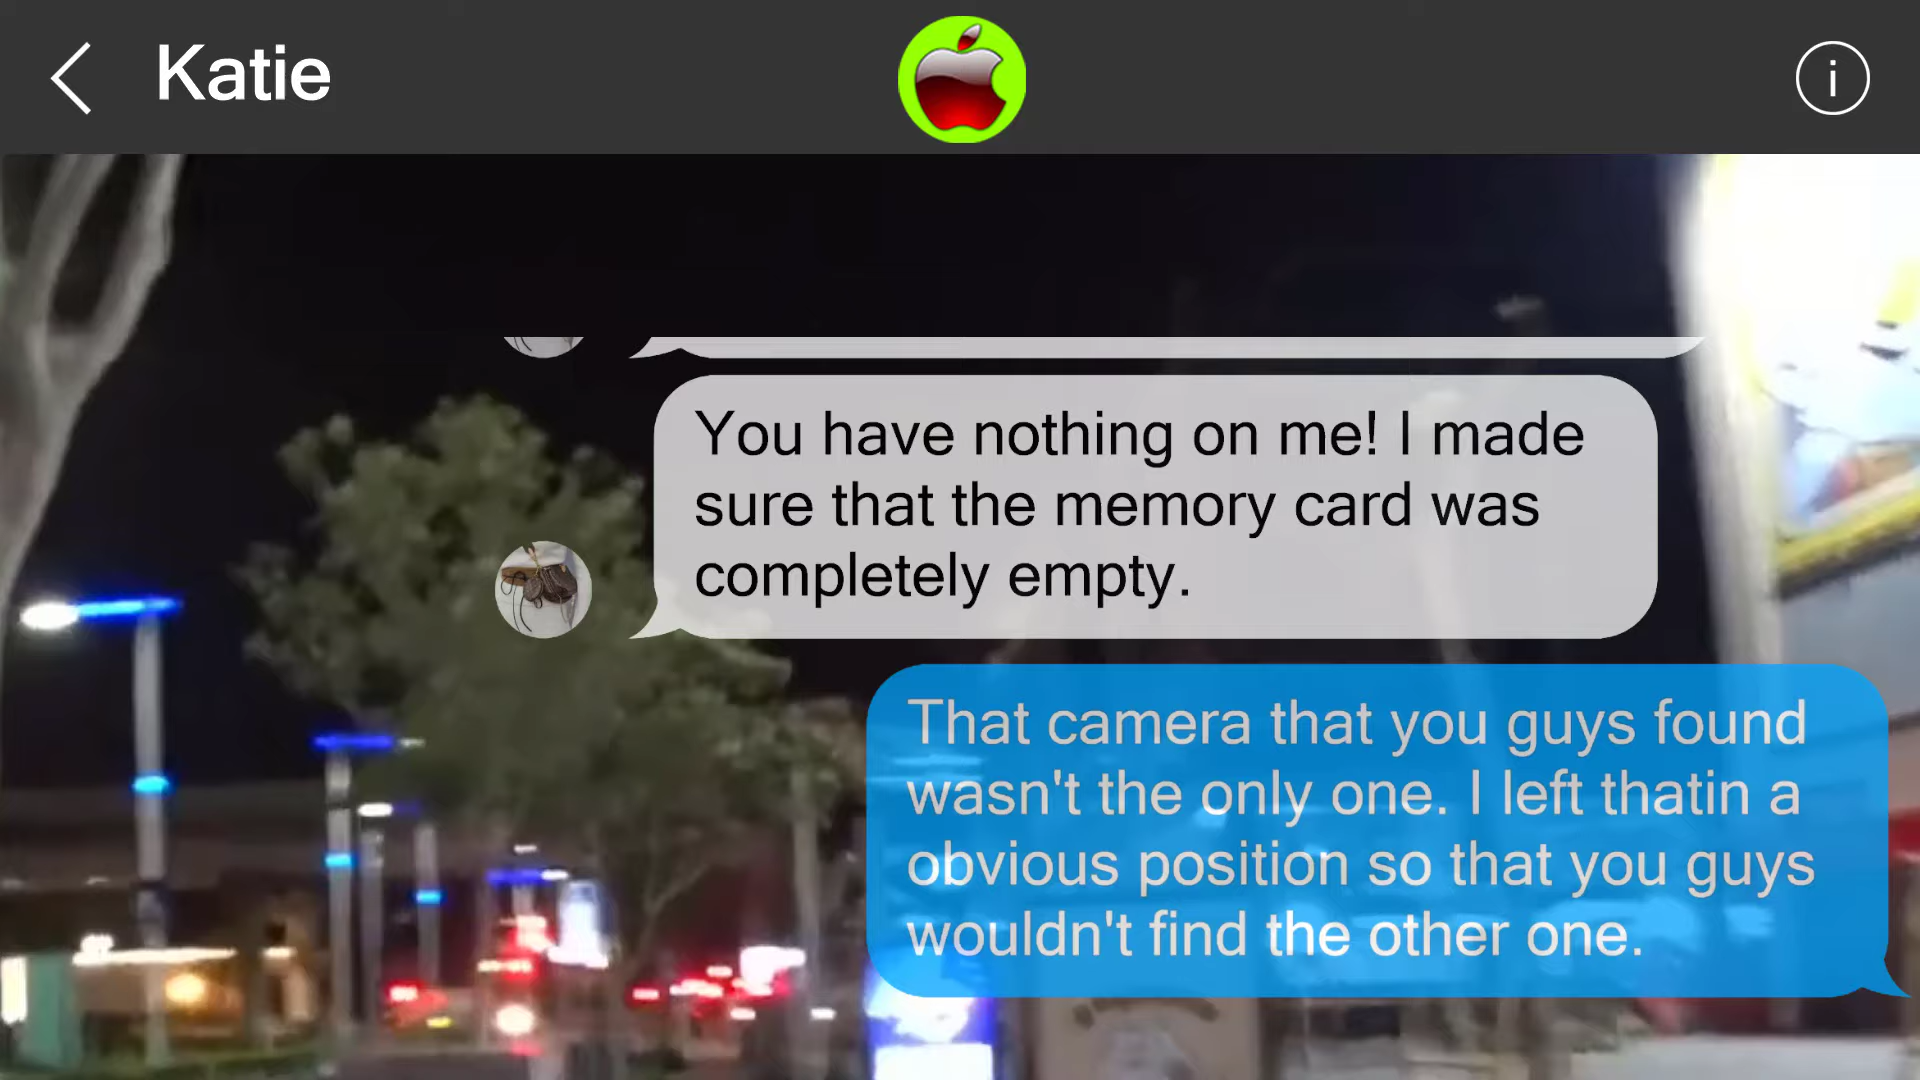 Katie
You have nothing on me! I made
sure that the memory card was
completely empty.
That camera that you guys found
wasn't the only one. I left thatin a
obvious position so that you guys
wouldn't find the other one.